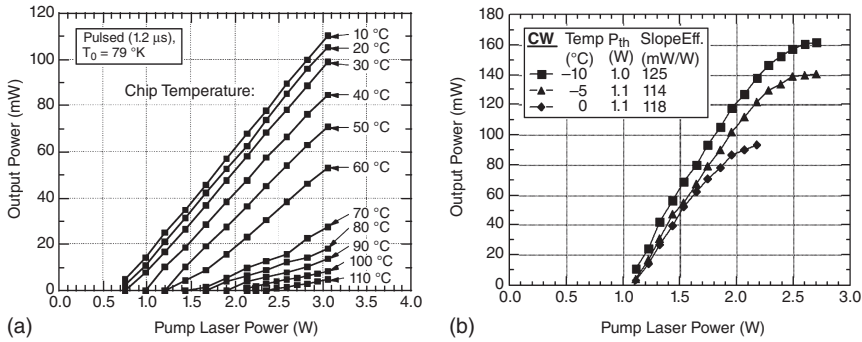 120
100
80
60
40
20
0
Output Power (mW)
Pulsed (1.2 μs),
T0 = 79 °K
Chip Temperature:
10 °C
20 °C
30 °C
40 °C
50 °C
60 °C
70 °C
80 °C
90 °C
100 °C
110 °C
0.0 0.5 1.0 1.5 2.0 2.5 3.0 3.5 4.0
(a)
Pump Laser Power (W)
180
160
140
120
100
80
60
40
20
0
Output Power (mW)
CW Temp Pth SlopeEff.
(°C) (W) (mW/W)
–10 1.0 125
–5 1.1 114
0 1.1 118
0.0 0.5 1.0 1.5 2.0 2.5 3.0
(b)
Pump Laser Power (W)